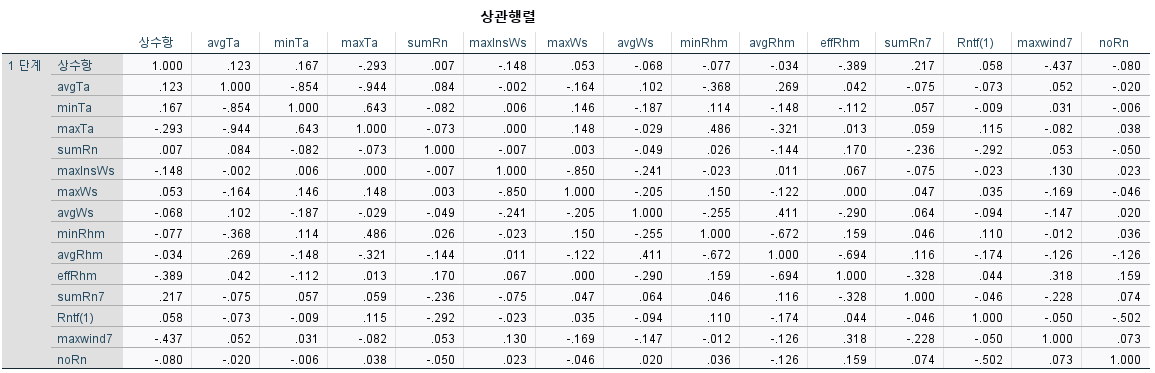 상관행렬
상수항 avgTa minTa maxTa sumRn maxInsWs maxWs avgWs minRhm avgRhm effRhm sumRn7 Rntf(1) maxwind7 noRn
1 단계 상수항 1.000 .123 .167 -.293 .007 -.148 .053 -.068 -.077 -.034 -.389 .217 .058 -.437 -.080
avgTa .123 1.000 -.854 -.944 .084 -.002 -.164 .102 -.368 .269 .042 -.075 -.073 .052 -.020
minTa .167 -.854 1.000 .643 -.082 .006 .146 -.187 .114 -.148 -.112 .057 -.009 .031 -.006
maxTa -.293 -.944 .643 1.000 -.073 .000 .148 -.029 .486 -.321 .013 .059 .115 -.082 .038
sumRn .007 .084 -.082 -.073 1.000 -.007 .003 -.049 .026 -.144 .170 -.236 -.292 .053 -.050
maxInsWs -.148 -.002 .006 .000 -.007 1.000 -.850 -.241 -.023 .011 .067 -.075 -.023 .130 .023
maxWs .053 -.164 .146 .148 .003 -.850 1.000 -.205 .150 -.122 .000 .047 .035 -.169 -.046
avgWs -.068 .102 -.187 -.029 -.049 -.241 -.205 1.000 -.255 .411 -.290 .064 -.094 -.147 .020
minRhm -.077 -.368 .114 .486 .026 -.023 .150 -.255 1.000 -.672 .159 .046 .110 -.012 .036
avgRhm -.034 .269 -.148 -.321 -.144 .011 -.122 .411 -.672 1.000 -.694 .116 -.174 -.126 -.126
effRhm -.389 .042 -.112 .013 .170 .067 .000 -.290 .159 -.694 1.000 -.328 .044 .318 .159
sumRn7 .217 -.075 .057 .059 -.236 -.075 .047 .064 .046 .116 -.328 1.000 -.046 -.228 .074
Rntf(1) .058 -.073 -.009 .115 -.292 -.023 .035 -.094 .110 -.174 .044 -.046 1.000 -.050 -.502
maxwind7 -.437 .052 .031 -.082 .053 .130 -.169 -.147 -.012 -.126 .318 -.228 -.050 1.000 .073
noRn -.080 -.020 -.006 .038 -.050 .023 -.046 .020 .036 -.126 .159 .074 -.502 .073 1.000